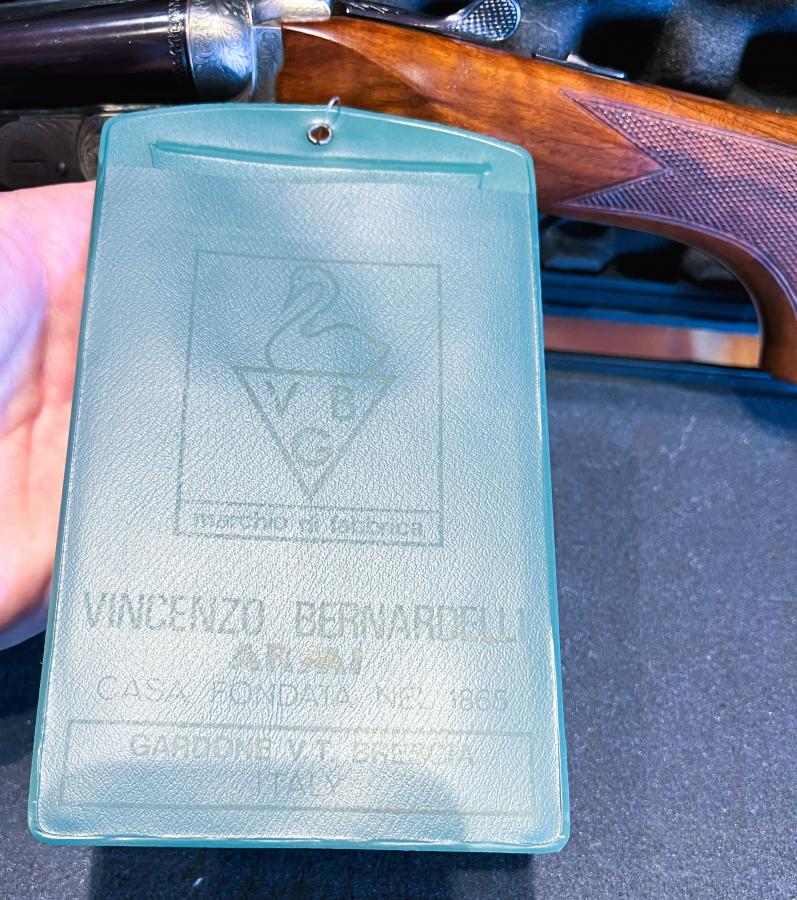 V B
G
marchio di fabbrica
VINCENZO BERNARDELLI
ARMI
CASA FONDATA NEL 1865
GARDONE V.T. BRESCIA
ITALY